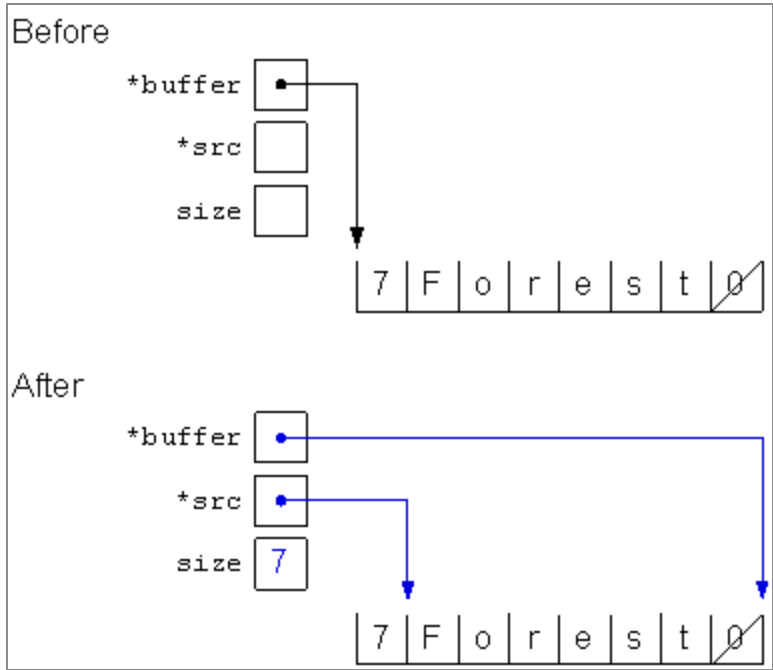 Before
*buffer
*src
size
7 F o r e s t 0
After
*buffer
*src
size 7
7 F o r e s t 0